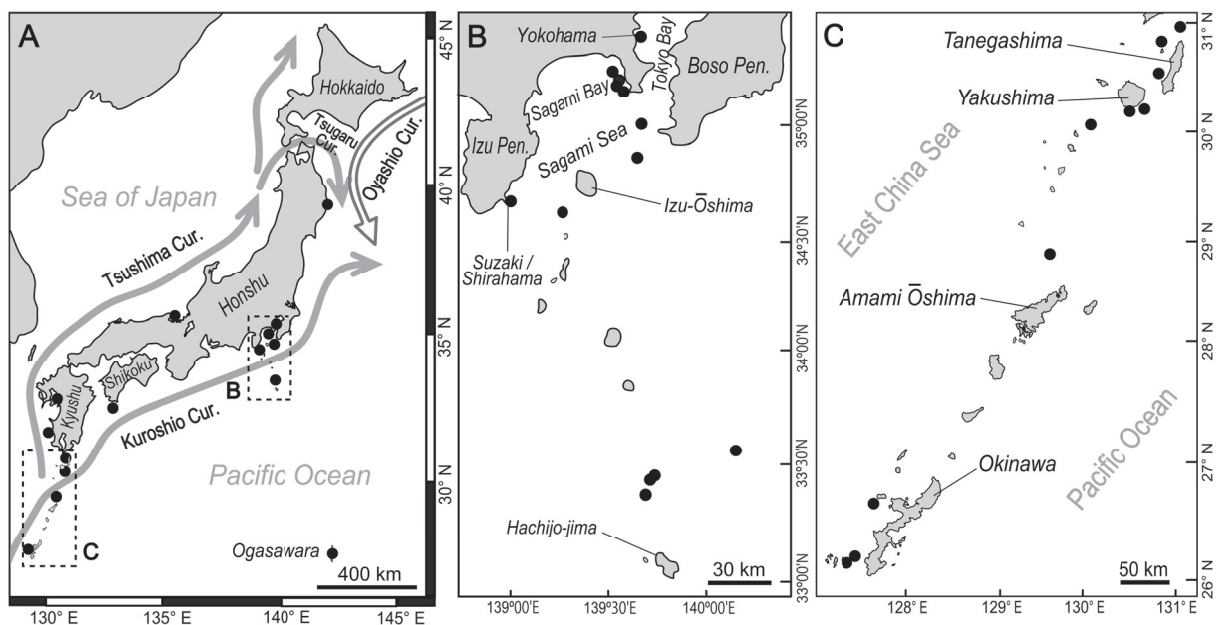 A
45° N
40° N
35° N
30° N
Hokkaido
Tsugaru
Cur.
Oyashio Cur.
Sea of Japan
Tsushima Cur.
Honshu
Shikoku
Kyushu
B
Kuroshio Cur.
Pacific Ocean
C
Ogasawara
400 km
130° E
135° E
140° E
145° E
B
Yokohama
Tokyo Bay
Boso Pen.
Sagami Bay
Izu Pen.
Sagami Sea
Izu-Ōshima
Suzaki /
Shirahama
Hachijo-jima
30 km
35°00'N
34°30'N
34°00'N
33°30'N
33°00'N
139°00'E
139°30'E
140°00'E
C
Tanegashima
Yakushima
East China Sea
Amami Ōshima
Okinawa
Pacific Ocean
50 km
31° N
30° N
29° N
28° N
27° N
26° N
128° E
129° E
130° E
131° E